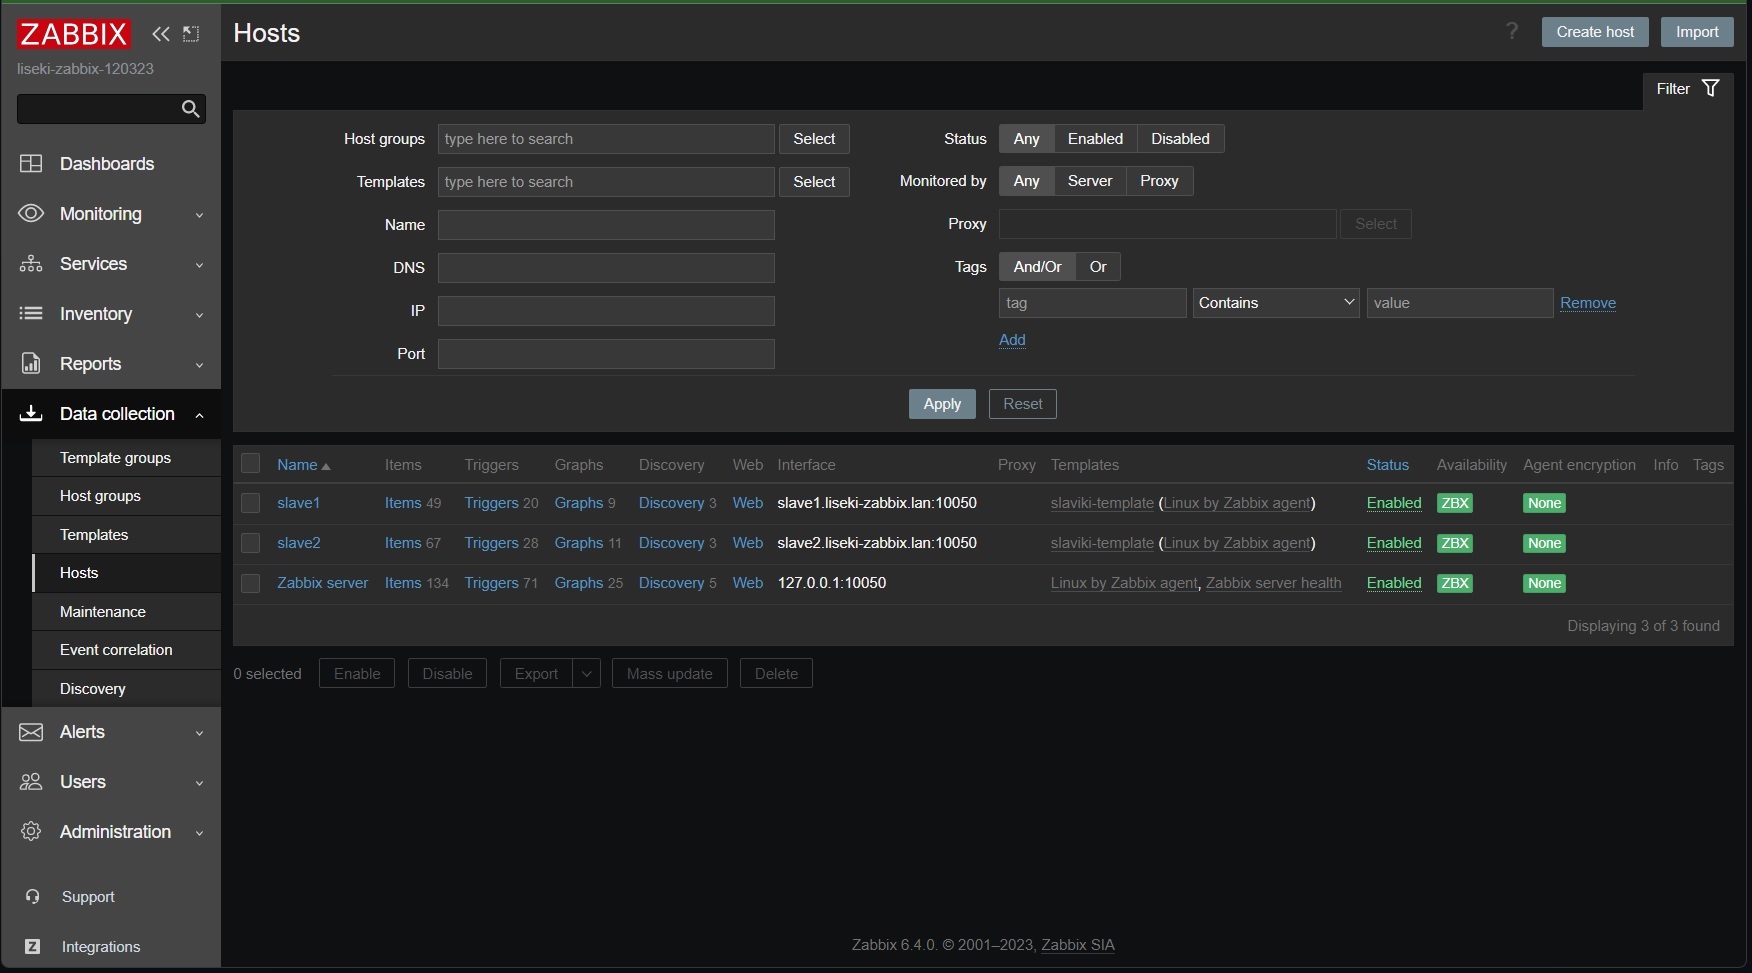 ZABBIX
liseki-zabbix-120323
Dashboards
Monitoring
Services
Inventory
Reports
Data collection
Template groups
Host groups
Templates
Hosts
Maintenance
Event correlation
Discovery
Alerts
Users
Administration
Support
Z Integrations
Hosts
? Create host Import
Filter
Host groups type here to search Select
Templates type here to search Select
Name
DNS
IP
Port
Status Any Enabled Disabled
Monitored by Any Server Proxy
Proxy Select
Tags And/Or Or
tag Contains value Remove
Add
Apply Reset
Name Items Triggers Graphs Discovery Web Interface Proxy Templates Status Availability Agent encryption Info Tags
slave1 Items 49 Triggers 20 Graphs 9 Discovery 3 Web slave1.liseki-zabbix.lan:10050 slaviki-template (Linux by Zabbix agent) Enabled ZBX None
slave2 Items 67 Triggers 28 Graphs 11 Discovery 3 Web slave2.liseki-zabbix.lan:10050 slaviki-template (Linux by Zabbix agent) Enabled ZBX None
Zabbix server Items 134 Triggers 71 Graphs 25 Discovery 5 Web 127.0.0.1:10050 Linux by Zabbix agent, Zabbix server health Enabled ZBX None
Displaying 3 of 3 found
0 selected Enable Disable Export Mass update Delete
Zabbix 6.4.0. © 2001–2023, Zabbix SIA